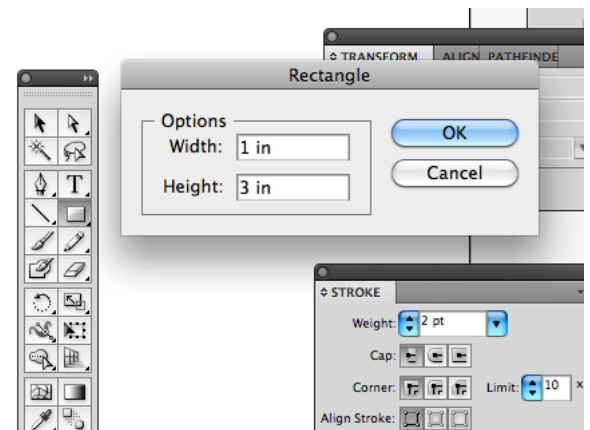 TRANSFORM ALIGN PATHFINDE
Rectangle
Options
Width: 1 in
Height: 3 in
OK
Cancel
T
STROKE
Weight: 2 pt
Cap:
Corner:
Limit: 10 x
Align Stroke: